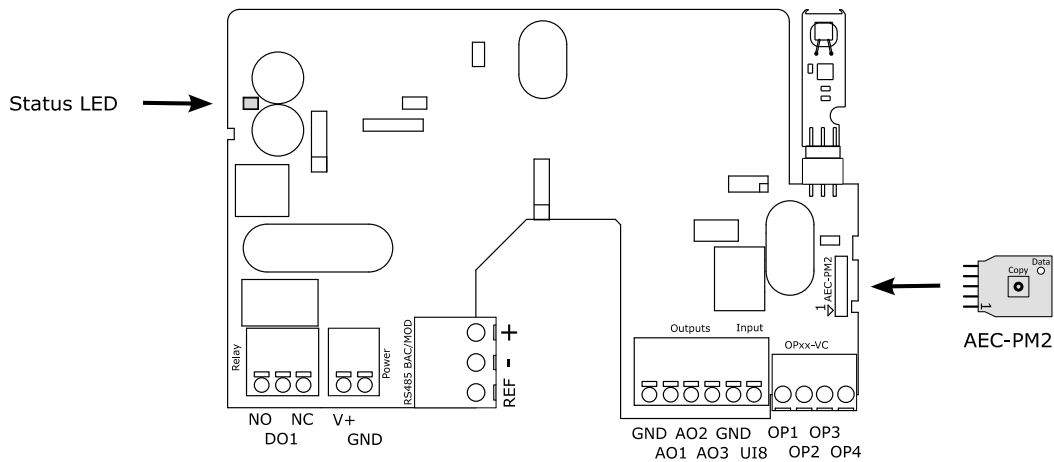 Status LED
Data
Copy
1
AEC-PM2
1
AEC-PM2
Outputs Input
OPxx-VC
Relay
Power
RS485 BAC/MOD
+
-
REF
NO NC V+
DO1 GND
GND AO2 GND OP1 OP3
AO1 AO3 UI8 OP2 OP4